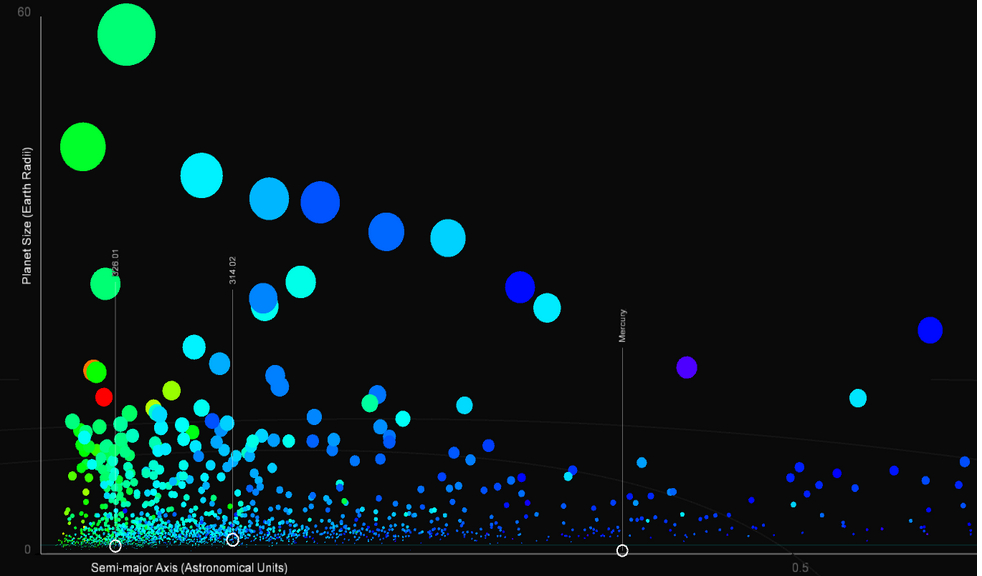 60
Planet Size (Earth Radii)
326.01
314.02
Mercury
0
Semi-major Axis (Astronomical Units)
0.5